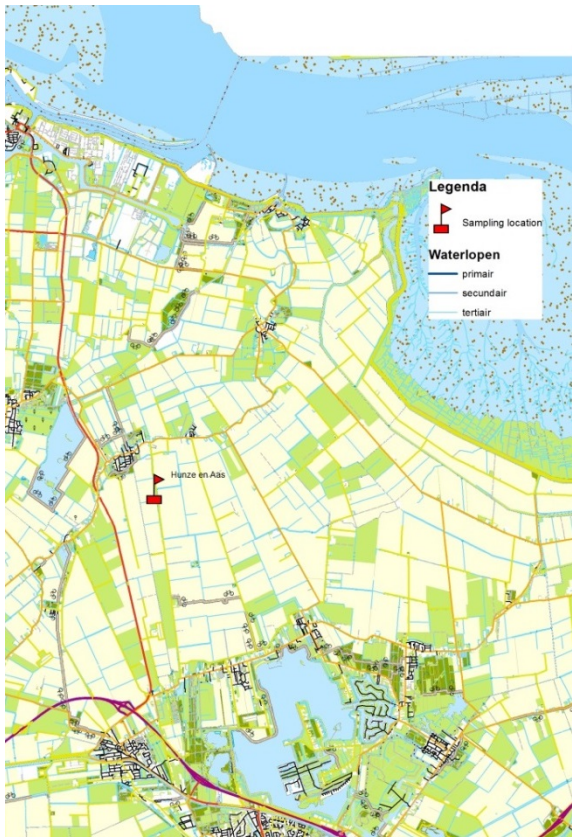 Legenda
Sampling location
Waterlopen
primair
secundair
tertiair
Hunze en Aas